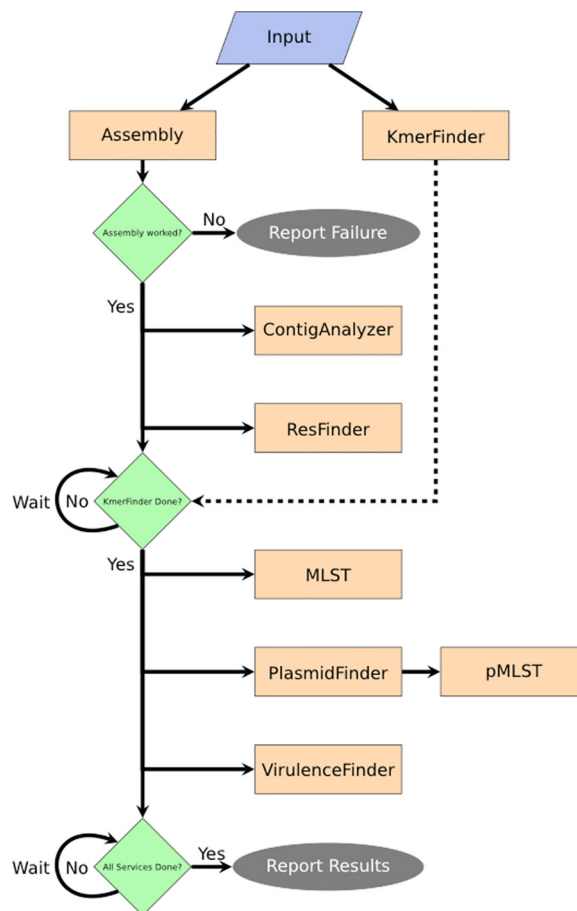 Input
Assembly
KmerFinder
Assembly worked?
No
Report Failure
Yes
ContigAnalyzer
ResFinder
Wait
No
KmerFinder Done?
Yes
MLST
PlasmidFinder
pMLST
VirulenceFinder
Wait
No
All Services Done?
Yes
Report Results